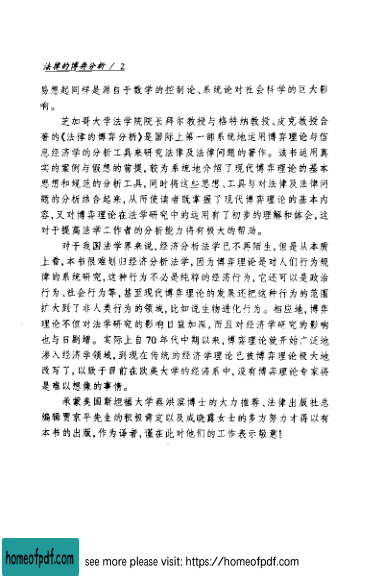 法律的博弈分析 / 2
易想起同样是源自于数学的控制论、系统论对社会科学的巨大影
响。
芝加哥大学法学院院长拜尔教授与格特纳教授、皮克教授合
著的《法律的博弈分析》是国际上第一部系统地运用博弈理论与信
息经济学的分析工具来研究法律及法律问题的著作。该书运用真
实的案例与假想的前提,较为系统地介绍了现代博弈理论的基本
思想和规范的分析工具,同时将这些思想、工具与对法律及法律问
题的分析结合起来,从而使读者既掌握了现代博弈理论的基本内
容,又对博弈理论在法学研究中的运用有了初步的理解和体会,这
对于提高法学工作者的分析能力将有极大的帮助。
对于我国法学界来说,经济分析法学已不再陌生,但是从本质
上看,本书很难划归经济分析法学,因为博弈理论是对人们行为规
律的系统研究,这种行为不必是纯粹的经济行为,它还可以是政治
行为、社会行为等,甚至现代博弈理论的发展还把这种行为的范围
扩大到了非人类行为的领域,比如说生物进化行为。相应地,博弈
理论不但对法学研究的影响日益加深,而且对经济学研究的影响
也与日剧增。实际上自 70 年代中期以来,博弈理论就开始广泛地
渗入经济学领域,到现在传统的经济学理论已被博弈理论极大地
改写了,以致于目前在欧美大学的经济系中,没有博弈理论专家将
是难以想像的事情。
承蒙美国斯坦福大学蔡洪滨博士的大力推荐、法律出版社总
编辑贾京平先生的积极肯定以及成晓霞女士的多方努力才得以有
本书的出版,作为译者,谨在此对他们的工作表示敬意!
homeofpdf.com
see more please visit: https://homeofpdf.com